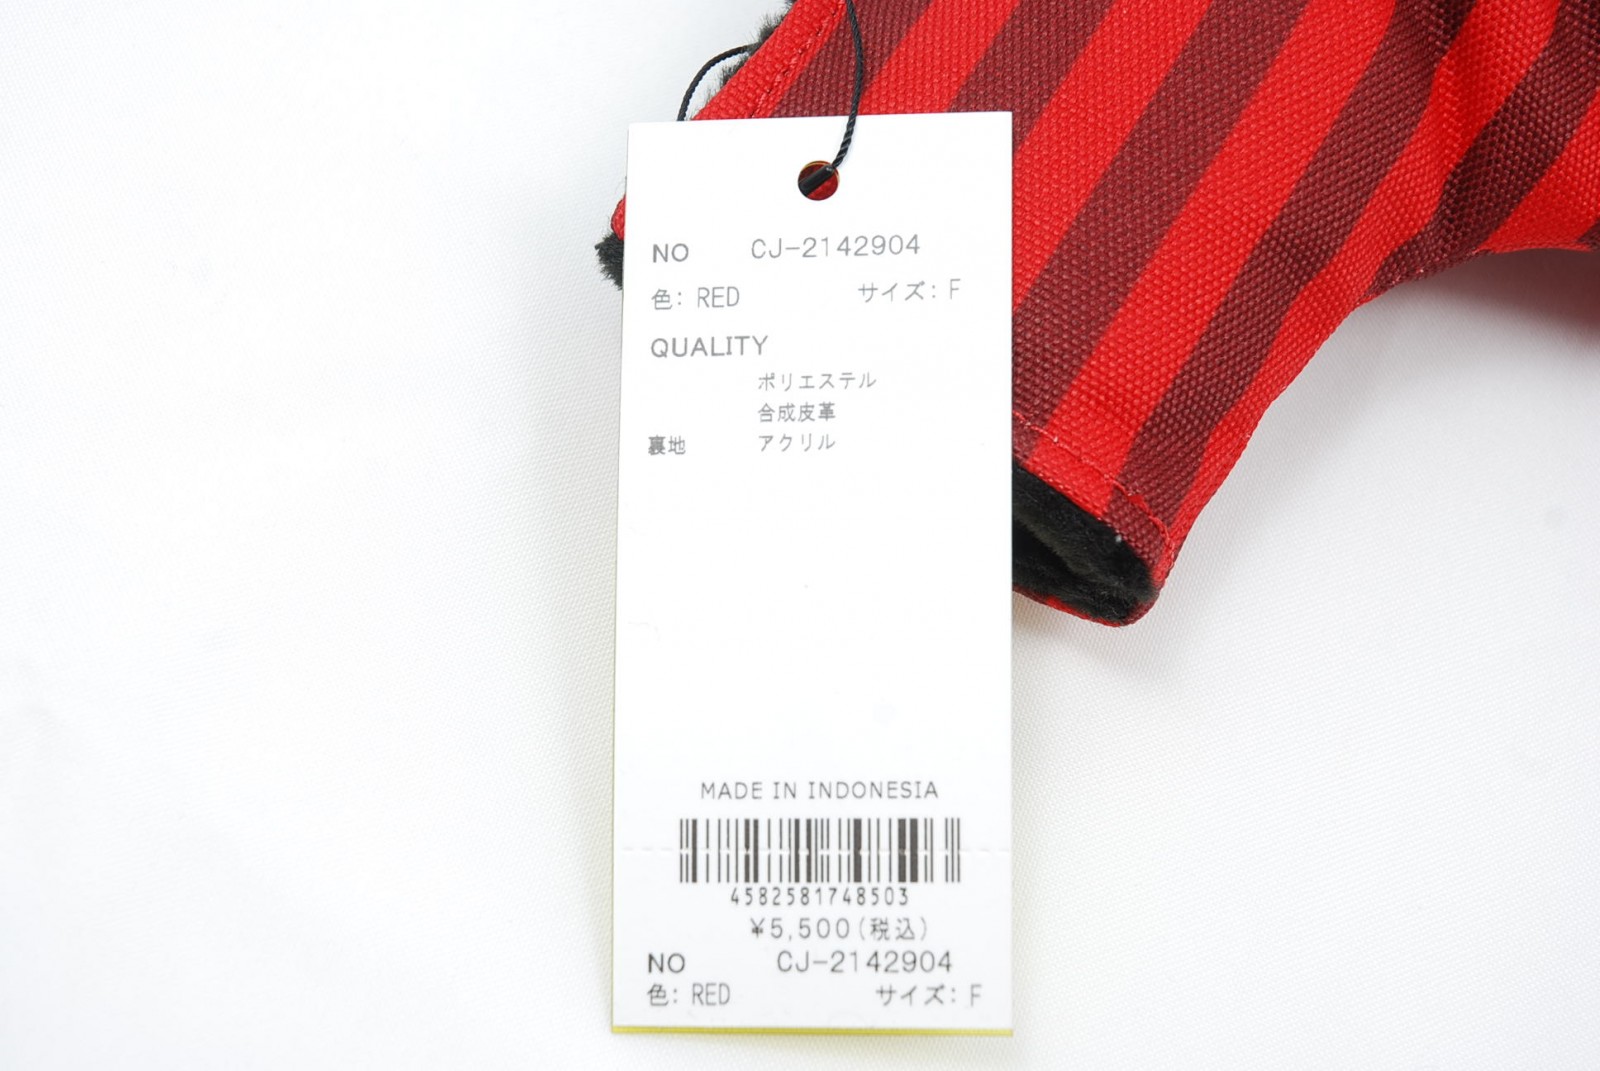 NO CJ-2142904
色: RED サイズ: F
QUALITY
ポリエステル
合成皮革
裏地 アクリル
MADE IN INDONESIA
4582581748503
¥5,500(税込)
NO CJ-2142904
色: RED サイズ: F